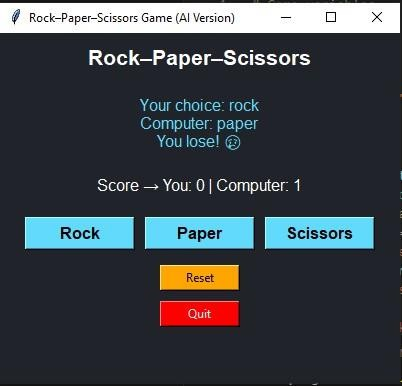 Rock–Paper–Scissors Game (AI Version)
Rock–Paper–Scissors
Your choice: rock
Computer: paper
You lose! 😢
Score → You: 0 | Computer: 1
Rock Paper Scissors
Reset
Quit